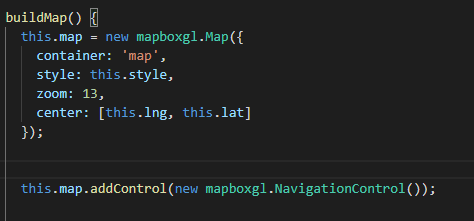 buildMap() {
this.map = new mapboxgl.Map({
container: 'map',
style: this.style,
zoom: 13,
center: [this.lng, this.lat]
});
this.map.addControl(new mapboxgl.NavigationControl());